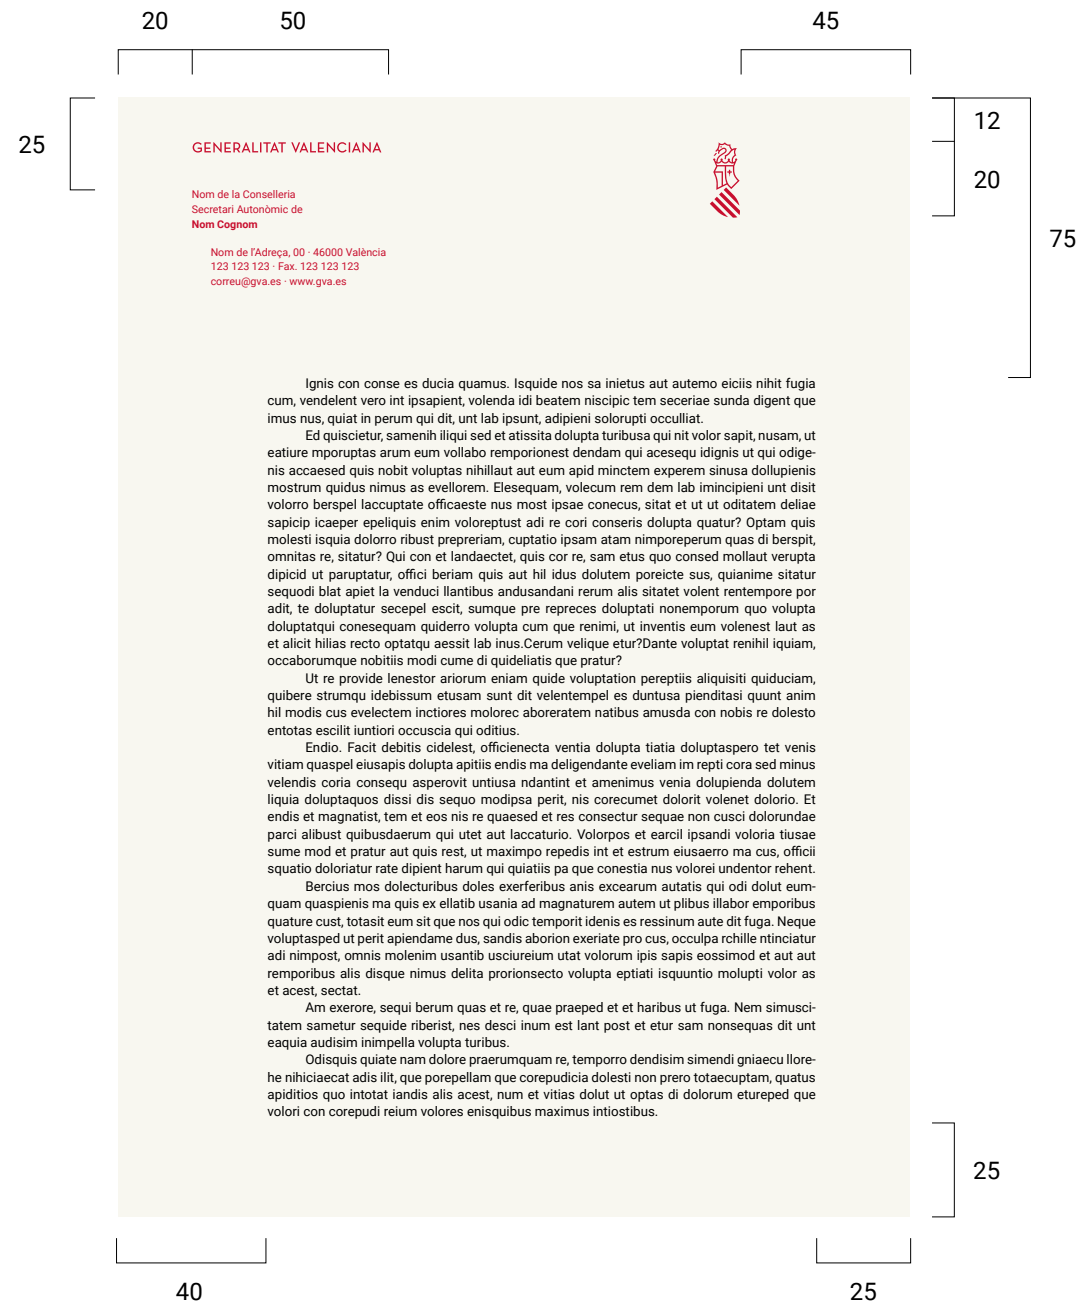 20 50 45
25
12
20
75
GENERALITAT VALENCIANA
Nom de la Conselleria
Secretari Autonòmic de
Nom Cognom
Nom de l'Adreça, 00 · 46000 València
123 123 123 · Fax. 123 123 123
correu@gva.es · www.gva.es
Ignis con conse es ducia quamus. Isquide nos sa inietus aut autemo eiciis nihit fugia
cum, vendelent vero int ipsapient, volenda idi beatem niscipic tem seceriae sunda digent que
imus nus, quiat in perum qui dit, unt lab ipsunt, adipieni solorupti occulliat.
Ed quiscietur, samenih iliqui sed et atissita dolupta turibusa qui nit volor sapit, nusam, ut
eatiure mporuptas arum eum vollabo remporionest dendam qui acesequ idignis ut qui odige-
nis accaesed quis nobit voluptas nihillaut aut eum apid minctem experem sinusa dollupienis
mostrum quidus nimus as evellorem. Elesequam, volecum rem dem lab imincipieni unt disit
volorro berspel laccuptate officaeste nus most ipsae conecus, sitat et ut ut oditatem deliae
sapicip icaeper epeliquis enim voloreptust adi re cori conseris dolupta quatur? Optam quis
molesti isquia dolorro ribust prepreriam, cuptatio ipsam atam nimporeperum quas di berspit,
omnitas re, sitatur? Qui con et landaectet, quis cor re, sam etus quo consed mollaut verupta
dipicid ut paruptatur, offici beriam quis aut hil idus dolutem poreicte sus, quianime sitatur
sequodi blat apiet la venduci llantibus andusandani rerum alis sitatet volent rentempore por
adit, te doluptatur secepel escit, sumque pre repreces doluptati nonemporum quo volupta
doluptatqui conesequam quiderro volupta cum que renimi, ut inventis eum volenest laut as
et alicit hilias recto optatqu aessit lab inus.Cerum velique etur?Dante voluptat renihil iquiam,
occaborumque nobitiis modi cume di quideliatis que pratur?
Ut re provide lenestor ariorum eniam quide voluptation pereptiis aliquisiti quiduciam,
quibere strumqu idebissum etusam sunt dit velentempel es duntusa pienditasi quunt anim
hil modis cus evelectem inctiores molorec aboreratem natibus amusda con nobis re dolesto
entotas escilit iuntiori occuscia qui oditius.
Endio. Facit debitis cidelest, officienecta ventia dolupta tiatia doluptaspero tet venis
vitiam quaspel eiusapis dolupta apitiis endis ma deligendante eveliam im repti cora sed minus
velendis coria consequ asperovit untiusa ndantint et amenimus venia dolupienda dolutem
liquia doluptaquos dissi dis sequo modipsa perit, nis corecumet dolorit volenet dolorio. Et
endis et magnatist, tem et eos nis re quaesed et res consectur sequae non cusci dolorundae
parci alibust quibusdaerum qui utet aut laccaturio. Volorpos et earcil ipsandi voloria tiusae
sume mod et pratur aut quis rest, ut maximpo repedis int et estrum eiusaerro ma cus, officii
squatio doloriatur rate dipient harum qui quiatiis pa que conestia nus volorei undentor rehent.
Bercius mos dolecturibus doles exerferibus anis excearum autatis qui odi dolut eum-
quam quaspienis ma quis ex ellatib usania ad magnaturem autem ut plibus illabor emporibus
quature cust, totasit eum sit que nos qui odic temporit idenis es ressinum aute dit fuga. Neque
voluptasped ut perit apiendame dus, sandis aborion exeriate pro cus, occulpa rchille ntinciatur
adi nimpost, omnis molenim usantib usciureium utat volorum ipis sapis eossimod et aut aut
remporibus alis disque nimus delita prorionsecto volupta eptiati isquuntio molupti volor as
et acest, sectat.
Am exerore, sequi berum quas et re, quae praeped et et haribus ut fuga. Nem simusci-
tatem sametur sequide riberist, nes desci inum est lant post et etur sam nonsequas dit unt
eaquia audisim inimpella volupta turibus.
Odisquis quiate nam dolore praerumquam re, temporro dendisim simendi gniaecu llore-
he nihiciaecat adis ilit, que porepellam que corepudicia dolesti non prero totaecuptam, quatus
apiditios quo intotat iandis alis acest, num et vitias dolut ut optas di dolorum etureped que
volori con corepudi reium volores enisquibus maximus intiostibus.
25
40 25